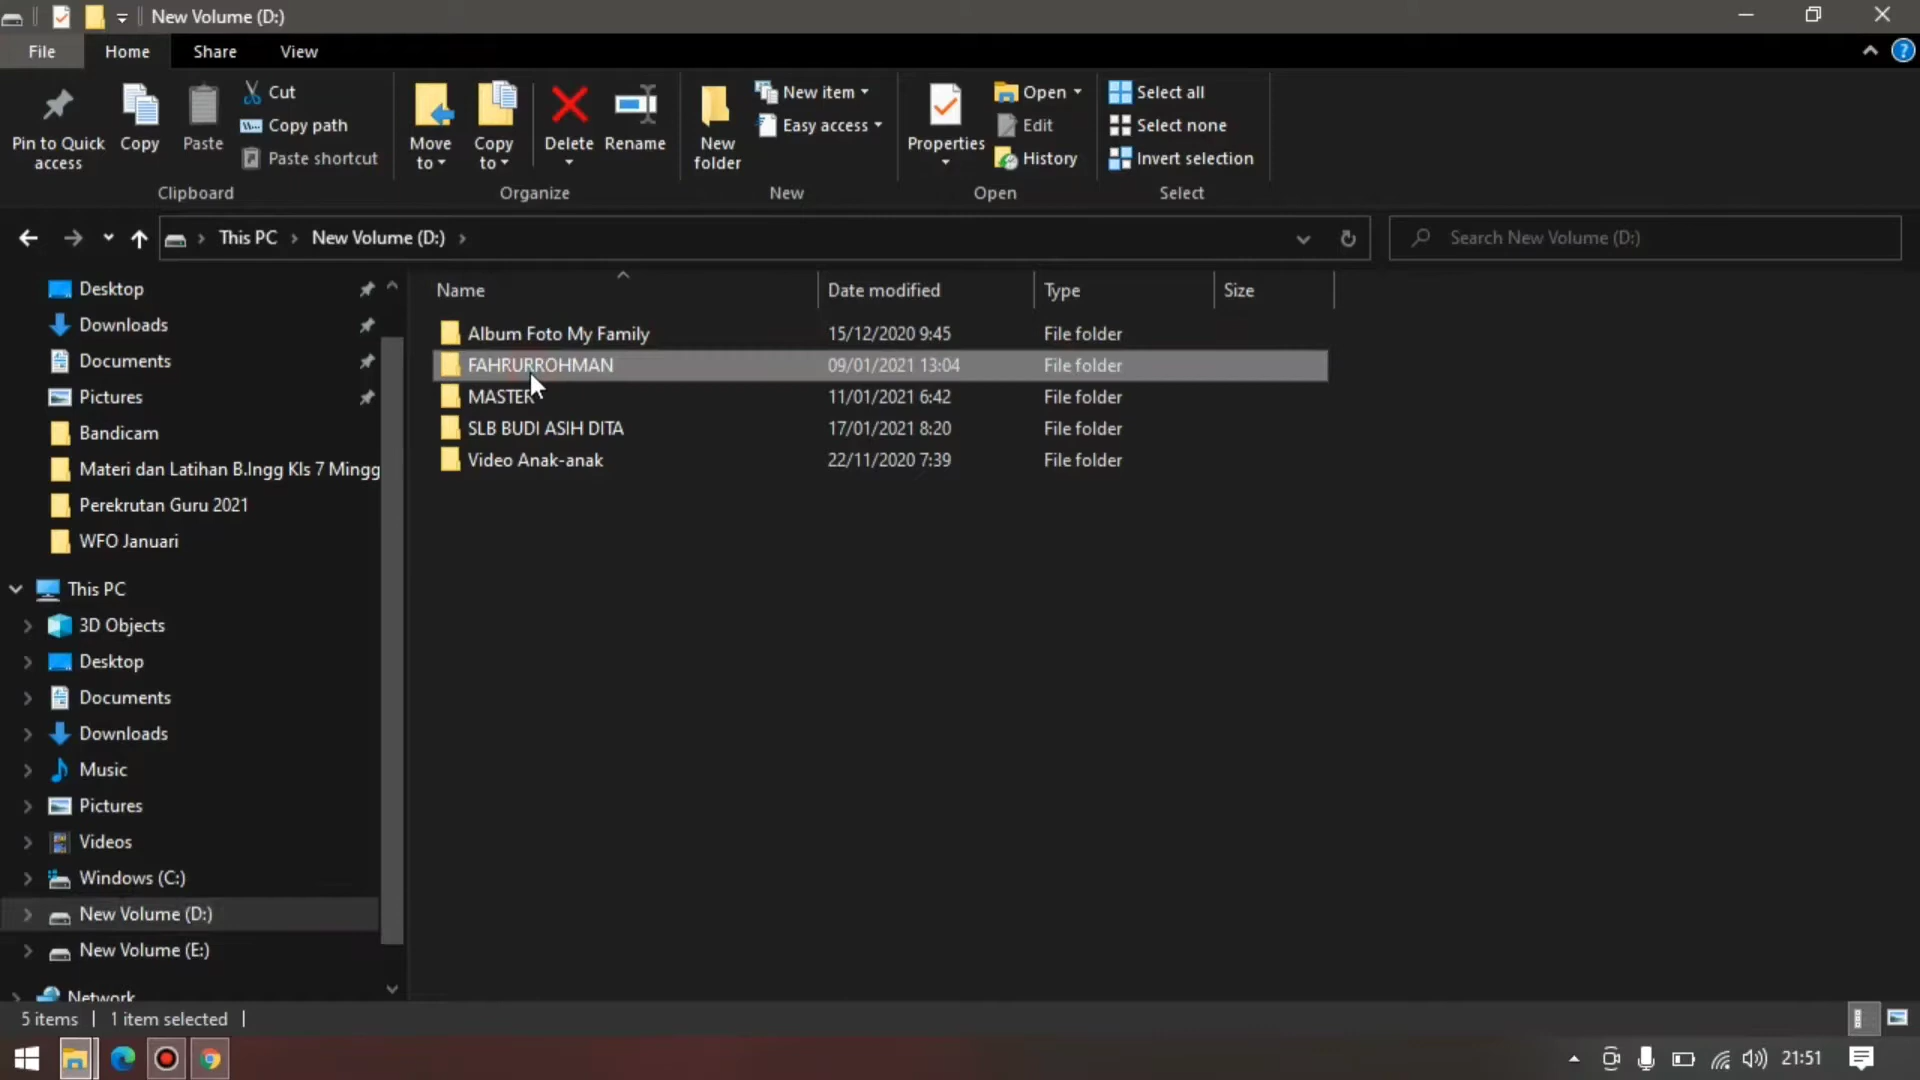 New Volume (D:)
File Home Share View
Pin to Quick access
Copy
Paste
Cut
Copy path
Paste shortcut
Clipboard
Move to
Copy to
Delete
Rename
Organize
New folder
New item
Easy access
New
Properties
Open
Edit
History
Open
Select all
Select none
Invert selection
Select
This PC New Volume (D:)
Search New Volume (D:)
Desktop
Downloads
Documents
Pictures
Bandicam
Materi dan Latihan B.Ingg Kls 7 Mingg
Perekrutan Guru 2021
WFO Januari
This PC
3D Objects
Desktop
Documents
Downloads
Music
Pictures
Videos
Windows (C:)
New Volume (D:)
New Volume (E:)
Network
Name Date modified Type Size
Album Foto My Family 15/12/2020 9:45 File folder
FAHRURROHMAN 09/01/2021 13:04 File folder
MASTER 11/01/2021 6:42 File folder
SLB BUDI ASIH DITA 17/01/2021 8:20 File folder
Video Anak-anak 22/11/2020 7:39 File folder
5 items 1 item selected
21:51